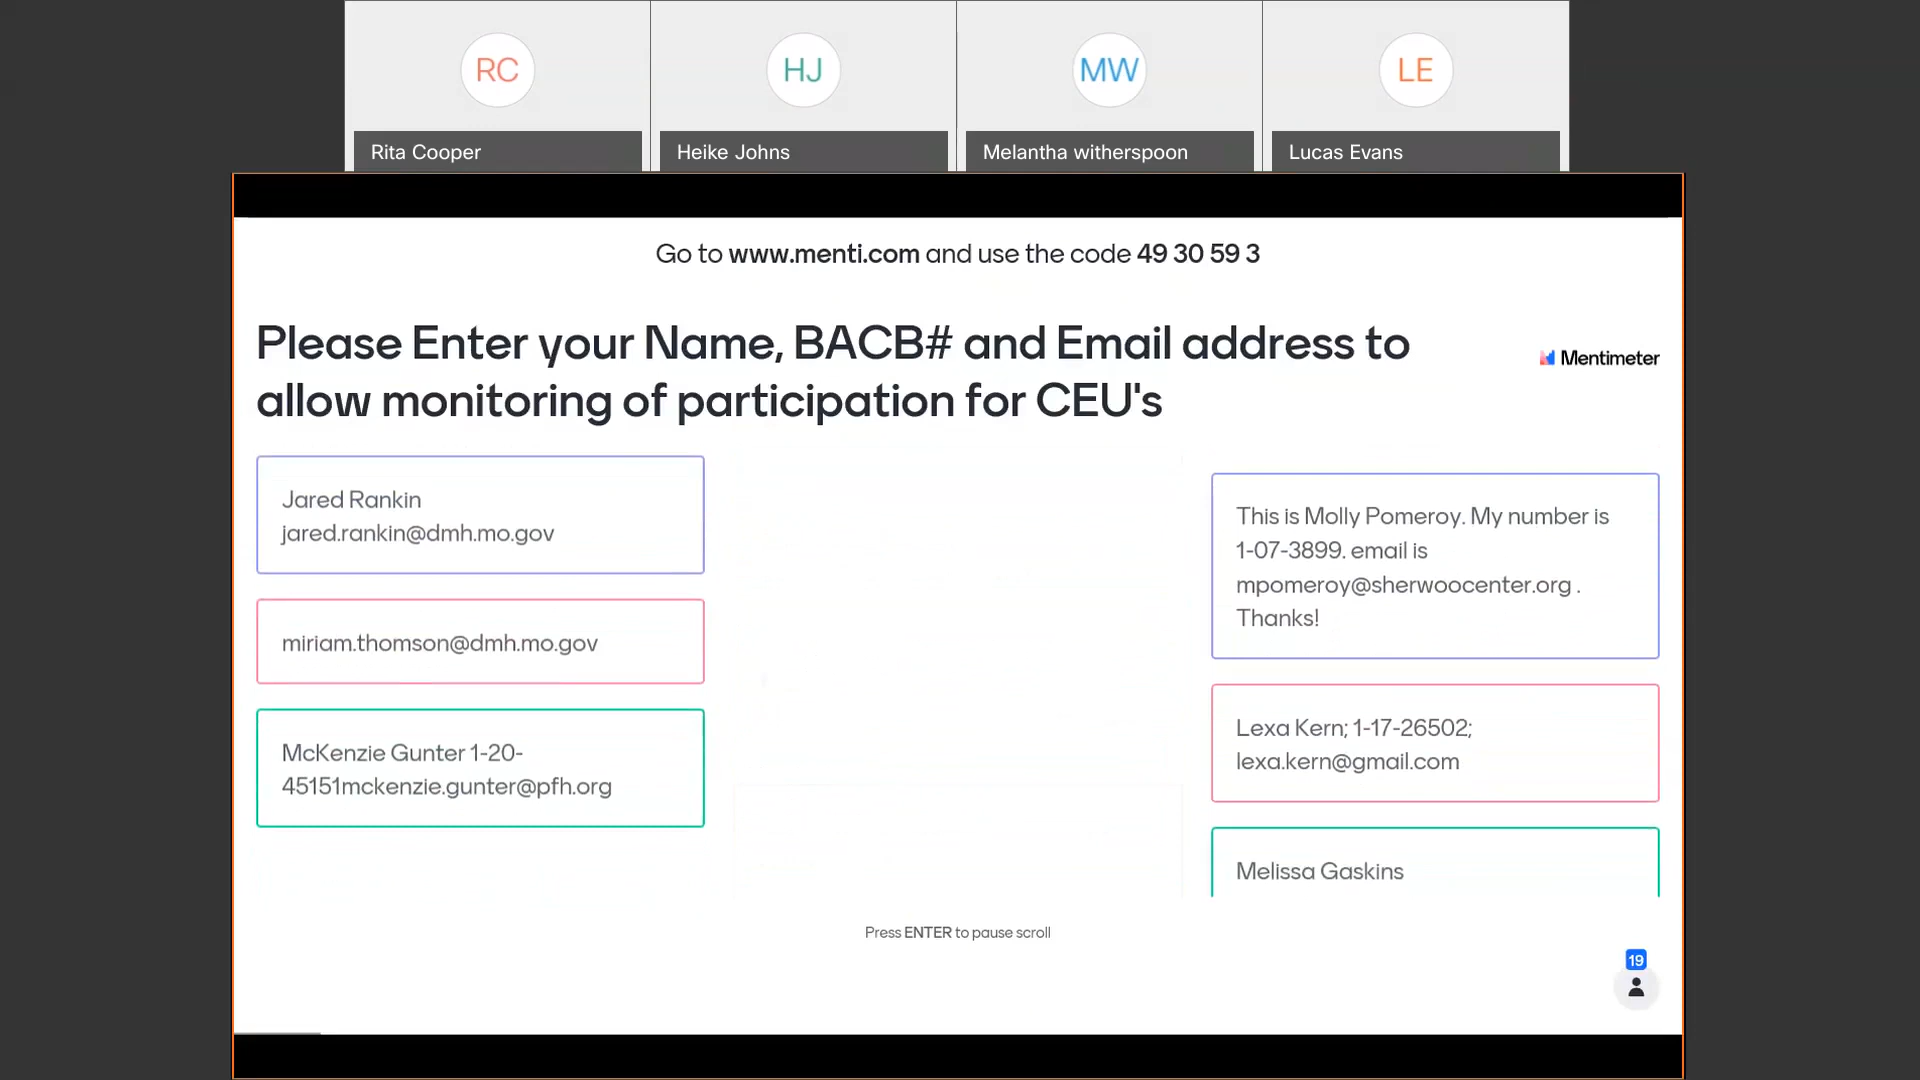 RC
HJ
MW
LE
Rita Cooper
Heike Johns
Melantha witherspoon
Lucas Evans
Go to www.menti.com and use the code 49 30 59 3
Please Enter your Name, BACB# and Email address to
allow monitoring of participation for CEU's
Mentimeter
Jared Rankin
jared.rankin@dmh.mo.gov
miriam.thomson@dmh.mo.gov
McKenzie Gunter 1-20-
45151mckenzie.gunter@pfh.org
This is Molly Pomeroy. My number is
1-07-3899. email is
mpomeroy@sherwoocenter.org .
Thanks!
Lexa Kern; 1-17-26502;
lexa.kern@gmail.com
Melissa Gaskins
Press ENTER to pause scroll
19